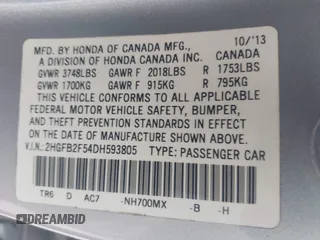 MFD. BY HONDA OF CANADA MFG., 10/'13
A DIVISION OF HONDA CANADA INC. CANADA
GVWR 3748LBS GAWR F 2018LBS R 1753LBS
GVWR 1700KG GAWR F 915KG R 795KG
THIS VEHICLE CONFORMS TO ALL APPLICABLE
FEDERAL MOTOR VEHICLE SAFETY, BUMPER,
AND THEFT PREVENTION STANDARDS IN EFFECT
ON THE DATE OF MANUFACTURE SHOWN ABOVE.
V.I.N.: 2HGFB2F54DH593805 TYPE: PASSENGER CAR
TR6 D AC7 -NH700MX -B -H
DREAMBID